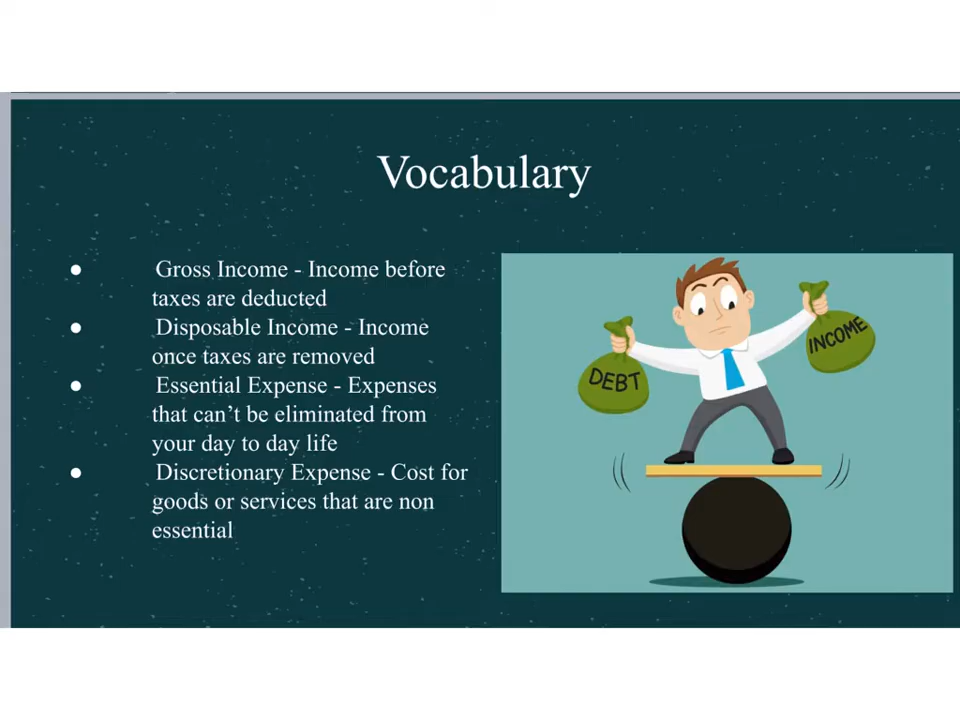 Vocabulary
● Gross Income - Income before
taxes are deducted
● Disposable Income - Income
once taxes are removed
● Essential Expense - Expenses
that can’t be eliminated from
your day to day life
● Discretionary Expense - Cost for
goods or services that are non
essential
DEBT
INCOME